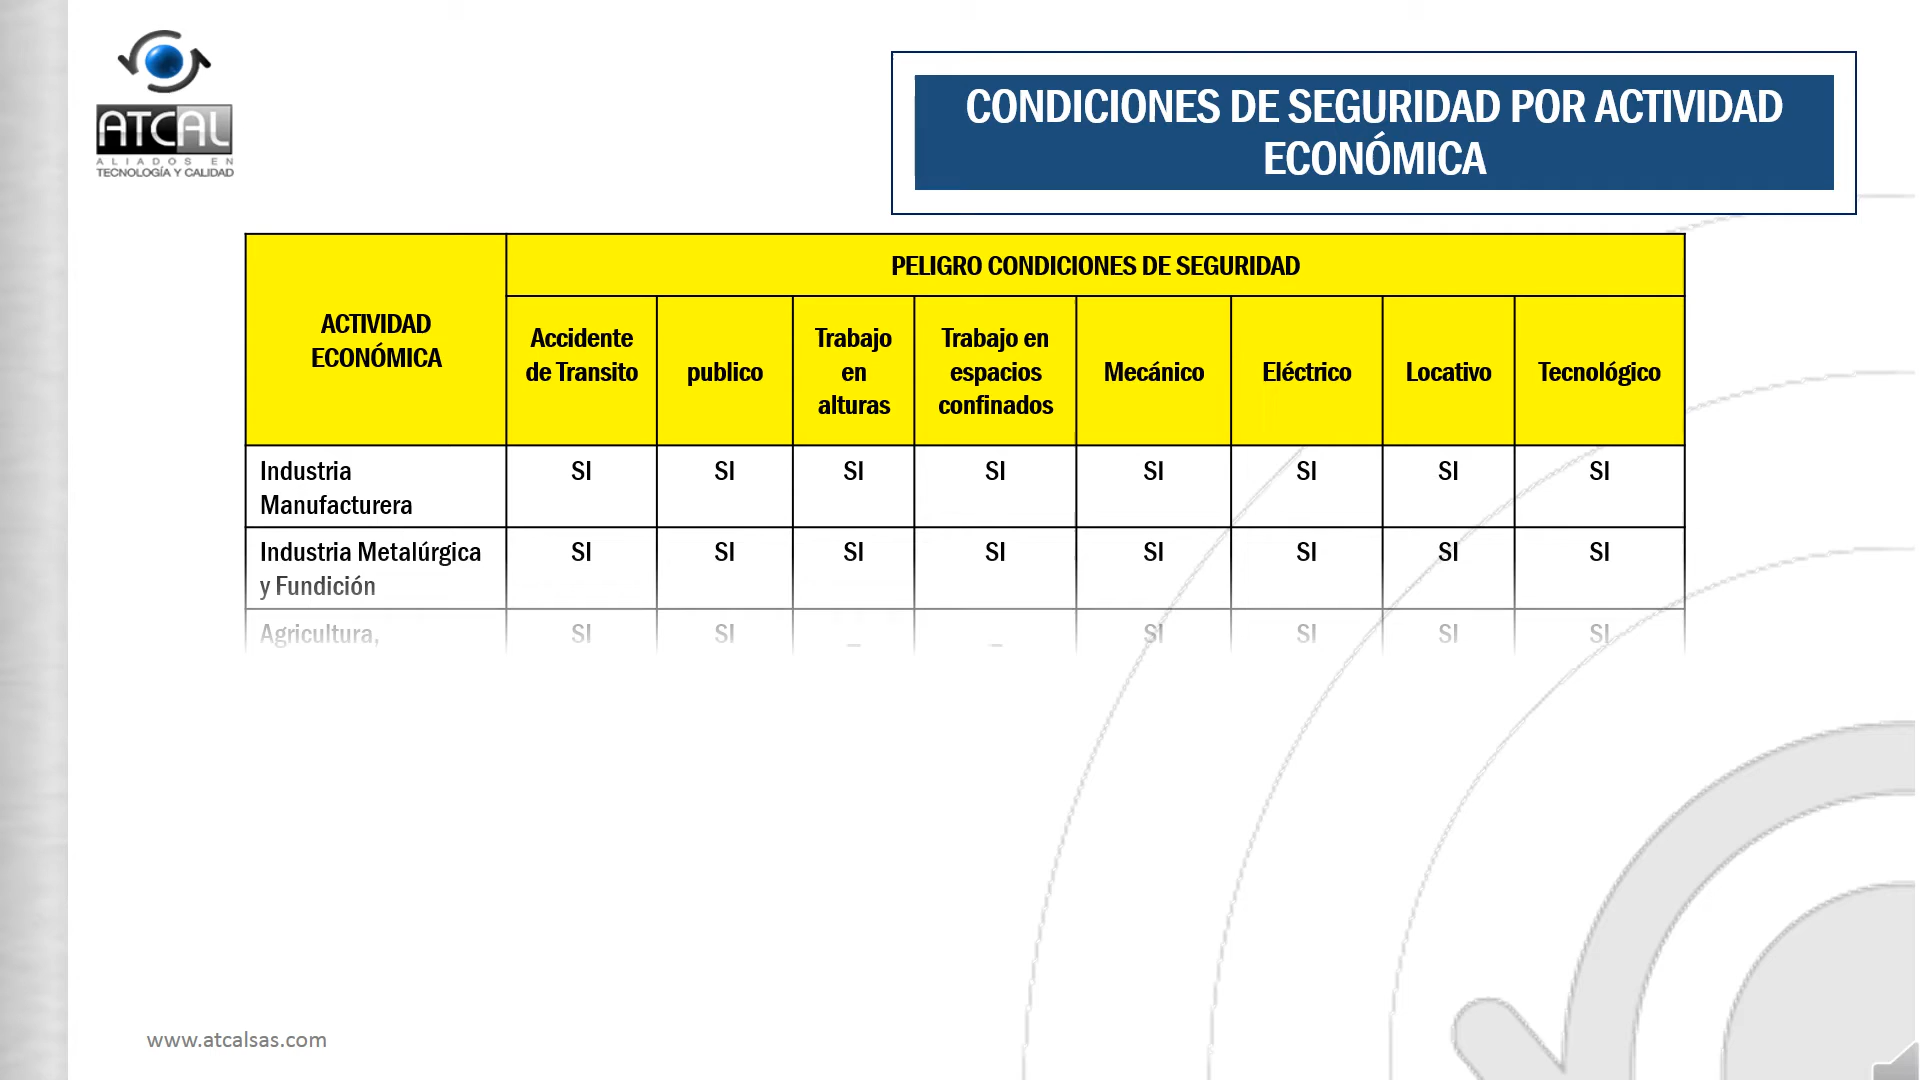 ATCAL
ALIADOS EN
TECNOLOGÍA Y CALIDAD
CONDICIONES DE SEGURIDAD POR ACTIVIDAD
ECONÓMICA
ACTIVIDAD
ECONÓMICA
PELIGRO CONDICIONES DE SEGURIDAD
Accidente
de Transito
publico
Trabajo
en
alturas
Trabajo en
espacios
confinados
Mecánico
Eléctrico
Locativo
Tecnológico
Industria
Manufacturera
SI SI SI SI SI SI SI SI
Industria Metalúrgica
y Fundición
SI SI SI SI SI SI SI SI
Agricultura,
SI SI _ _ SI SI SI SI
www.atcalsas.com